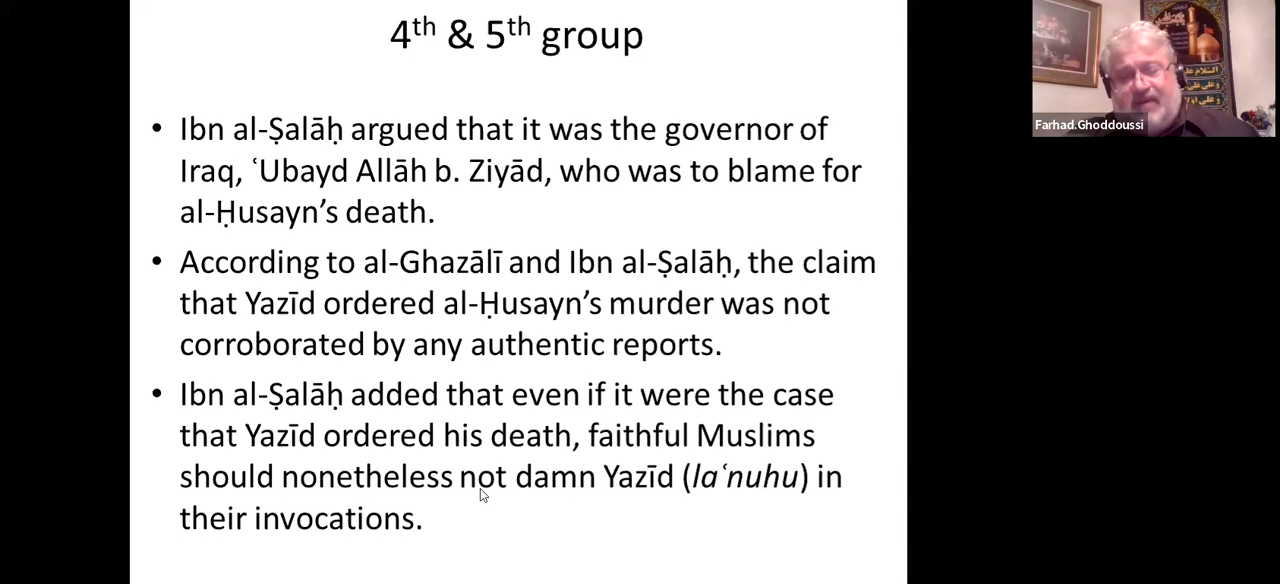 4th & 5th group
• Ibn al-Ṣalāḥ argued that it was the governor of
Iraq, ʿUbayd Allāh b. Ziyād, who was to blame for
al-Ḥusayn’s death.
• According to al-Ghazālī and Ibn al-Ṣalāḥ, the claim
that Yazīd ordered al-Ḥusayn’s murder was not
corroborated by any authentic reports.
• Ibn al-Ṣalāḥ added that even if it were the case
that Yazīd ordered his death, faithful Muslims
should nonetheless not damn Yazīd (laʿnuhu) in
their invocations.
Farhad.Ghoddoussi